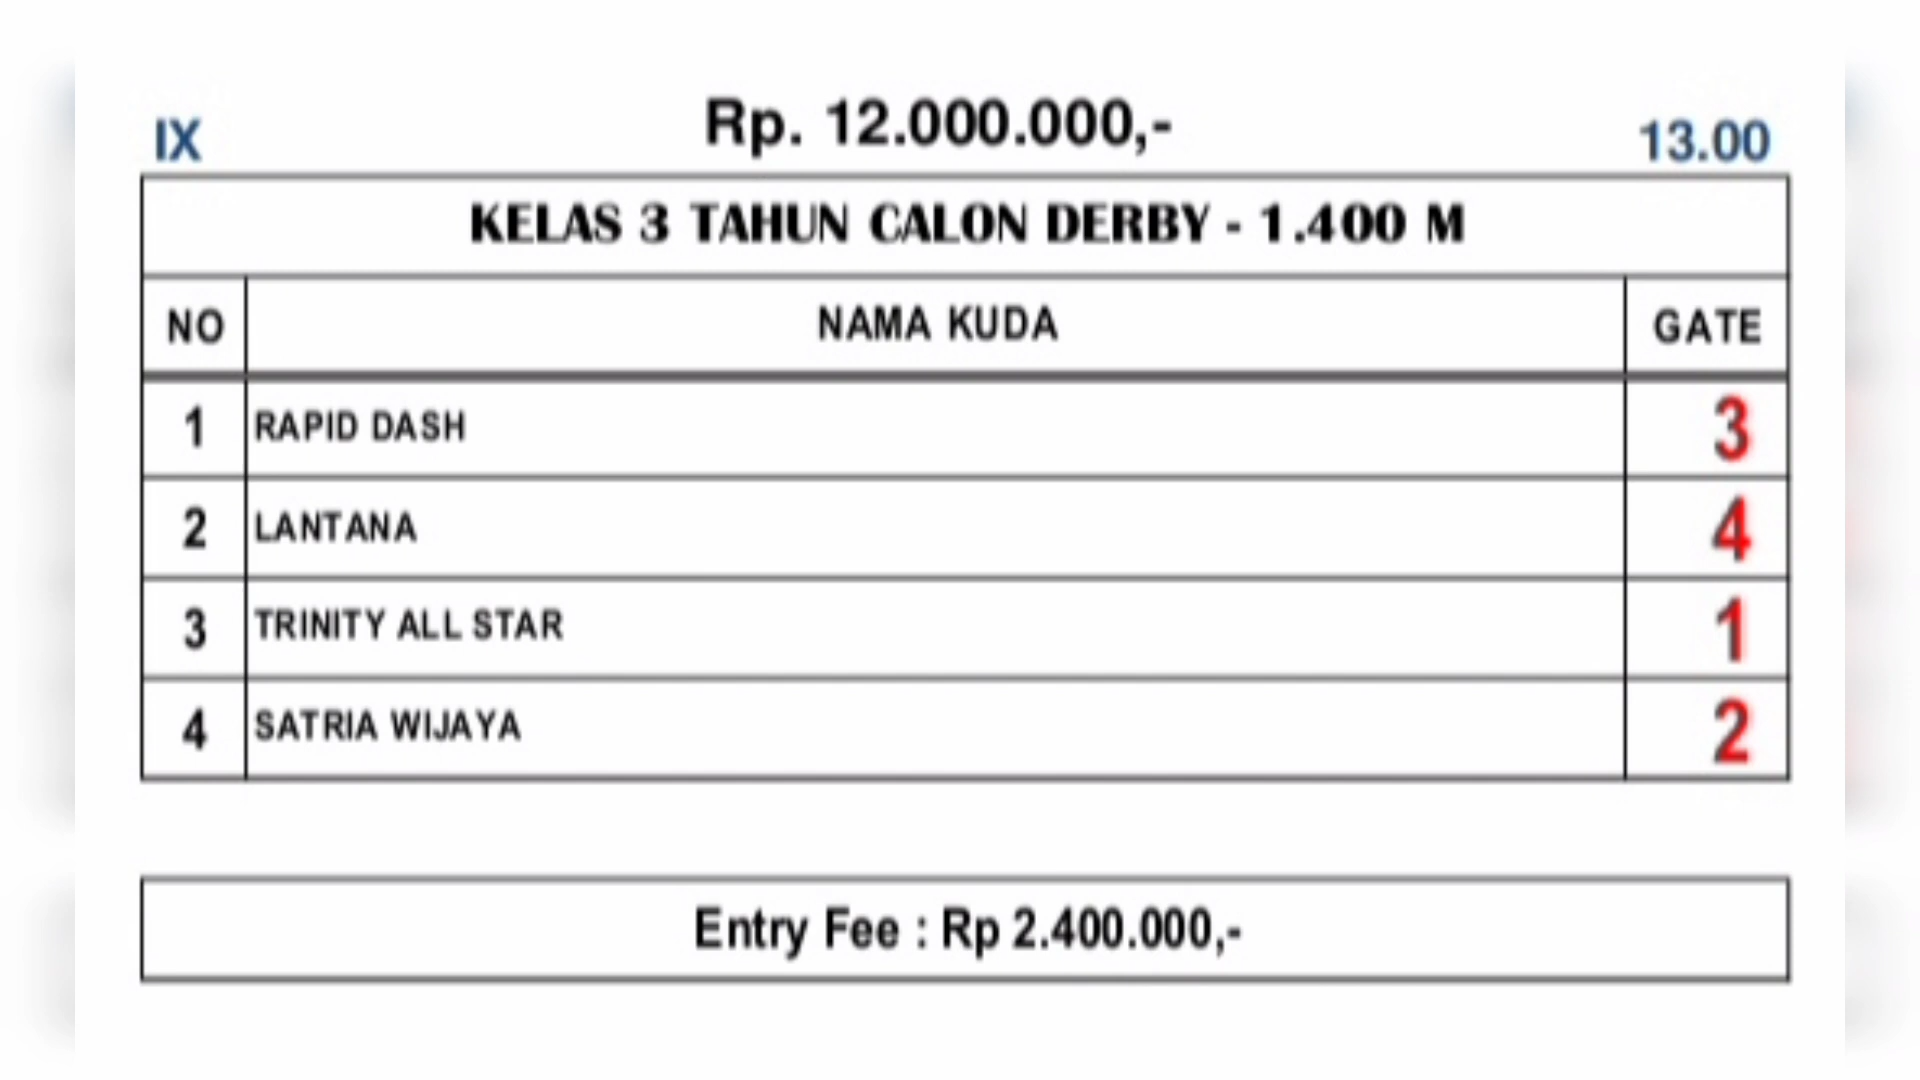 IX Rp. 12.000.000,- 13.00
KELAS 3 TAHUN CALON DERBY - 1.400 M
NO NAMA KUDA GATE
1 RAPID DASH 3
2 LANTANA 4
3 TRINITY ALL STAR 1
4 SATRIA WIJAYA 2
Entry Fee : Rp 2.400.000,-